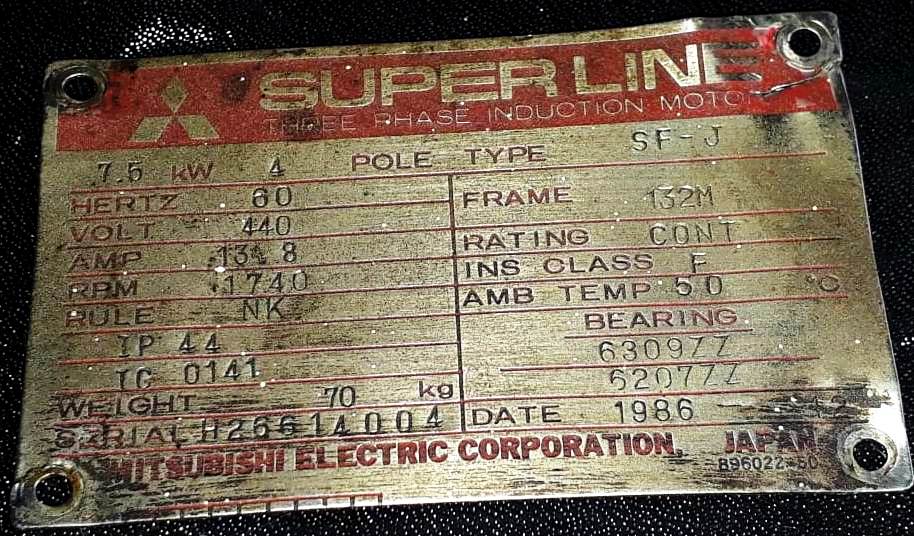 SUPER LINE
THREE PHASE INDUCTION MOTOR
7.5 kW 4 POLE TYPE SF-J
HERTZ 60
FRAME 132M
VOLT 440
RATING CONT
AMP 13.8
INS CLASS F
RPM 1740
AMB TEMP 50 °C
RULE NK
BEARING
IP 44
6309ZZ
IC 0141
6207ZZ
WEIGHT 70 kg
DATE 1986 12
SERIAL H26614004
MITSUBISHI ELECTRIC CORPORATION, JAPAN